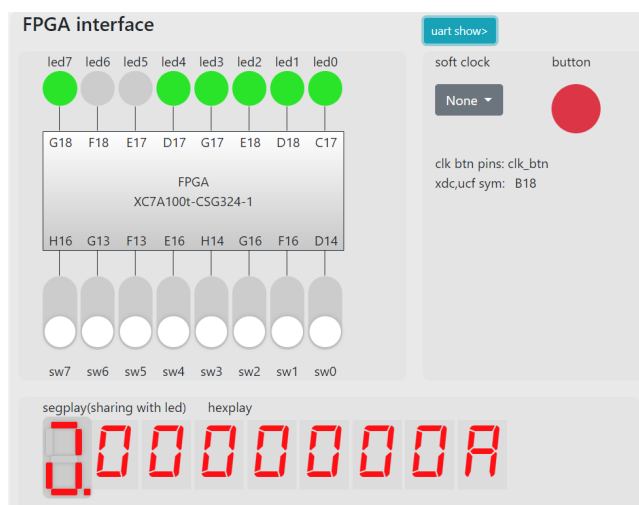 FPGA interface
uart show>
led7 led6 led5 led4 led3 led2 led1 led0
G18 F18 E17 D17 G17 E18 D18 C17
FPGA
XC7A100t-CSG324-1
H16 G13 F13 E16 H14 G16 F16 D14
sw7 sw6 sw5 sw4 sw3 sw2 sw1 sw0
soft clock button
None
clk btn pins: clk_btn
xdc,ucf sym: B18
segplay(sharing with led) hexplay
0000000A